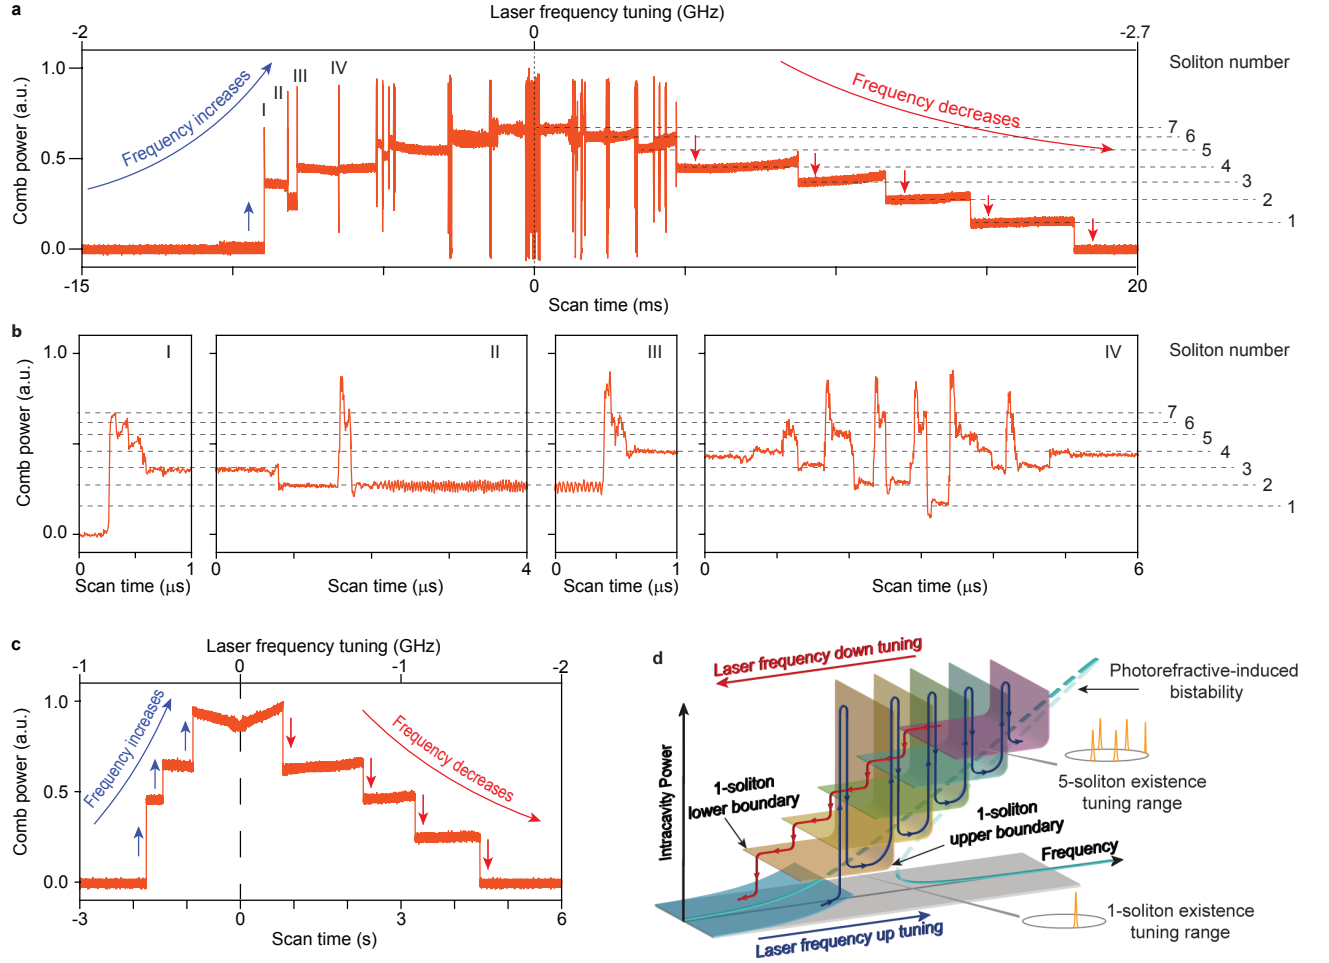 a
Laser frequency tuning (GHz)
-2
0
-2.7
Comb power (a.u.)
1.0
0.5
0.0
Frequency increases
I
II
III
IV
Frequency decreases
Soliton number
7
6
5
4
3
2
1
-15
0
20
Scan time (ms)
b
Comb power (a.u.)
1.0
0.0
I
II
III
IV
Soliton number
7
6
5
4
3
2
1
0
1
0
4
0
1
0
6
Scan time (μs)
Scan time (μs)
Scan time (μs)
Scan time (μs)
c
Laser frequency tuning (GHz)
-1
0
-1
-2
Comb power (a.u.)
1.0
0.5
0.0
Frequency increases
Frequency decreases
-3
0
3
6
Scan time (s)
d
Laser frequency down tuning
Photorefractive-induced
bistability
Intracavity Power
1-soliton
lower boundary
5-soliton existence
tuning range
1-soliton
upper boundary
Frequency
1-soliton existence
tuning range
Laser frequency up tuning